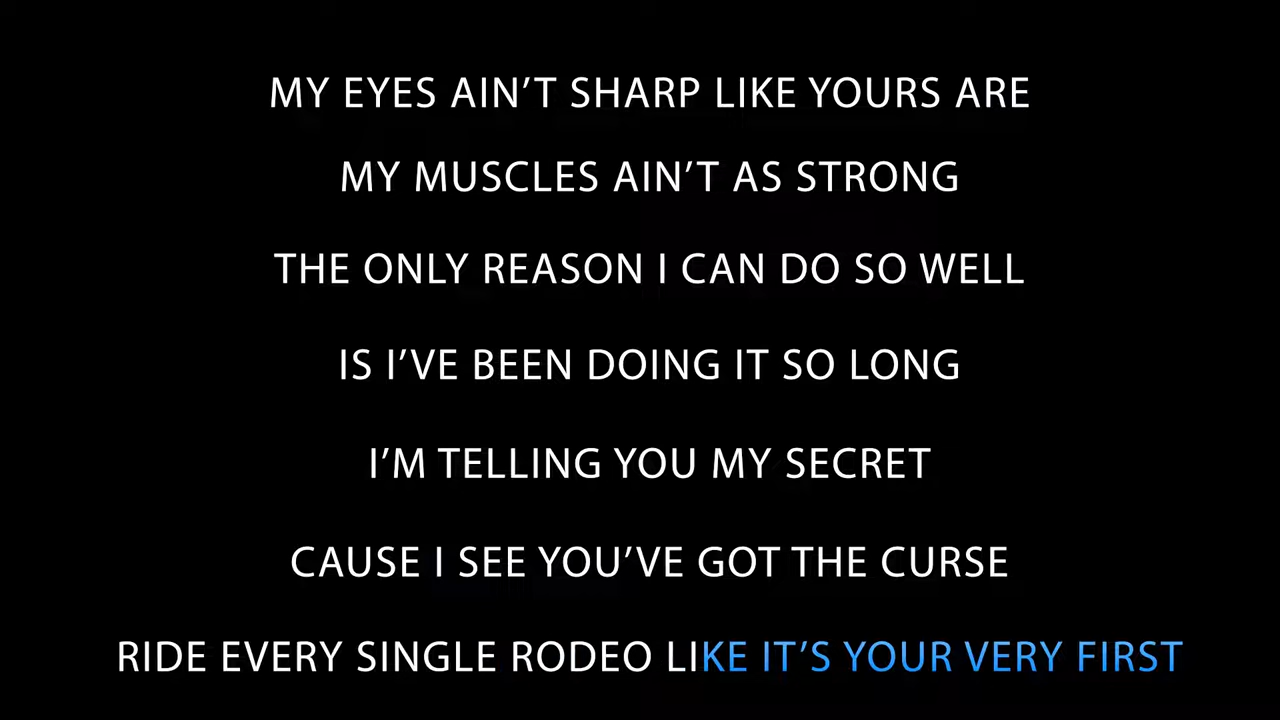 MY EYES AIN'T SHARP LIKE YOURS ARE
MY MUSCLES AIN'T AS STRONG
THE ONLY REASON I CAN DO SO WELL
IS I'VE BEEN DOING IT SO LONG
I'M TELLING YOU MY SECRET
CAUSE I SEE YOU'VE GOT THE CURSE
RIDE EVERY SINGLE RODEO LIKE IT'S YOUR VERY FIRST